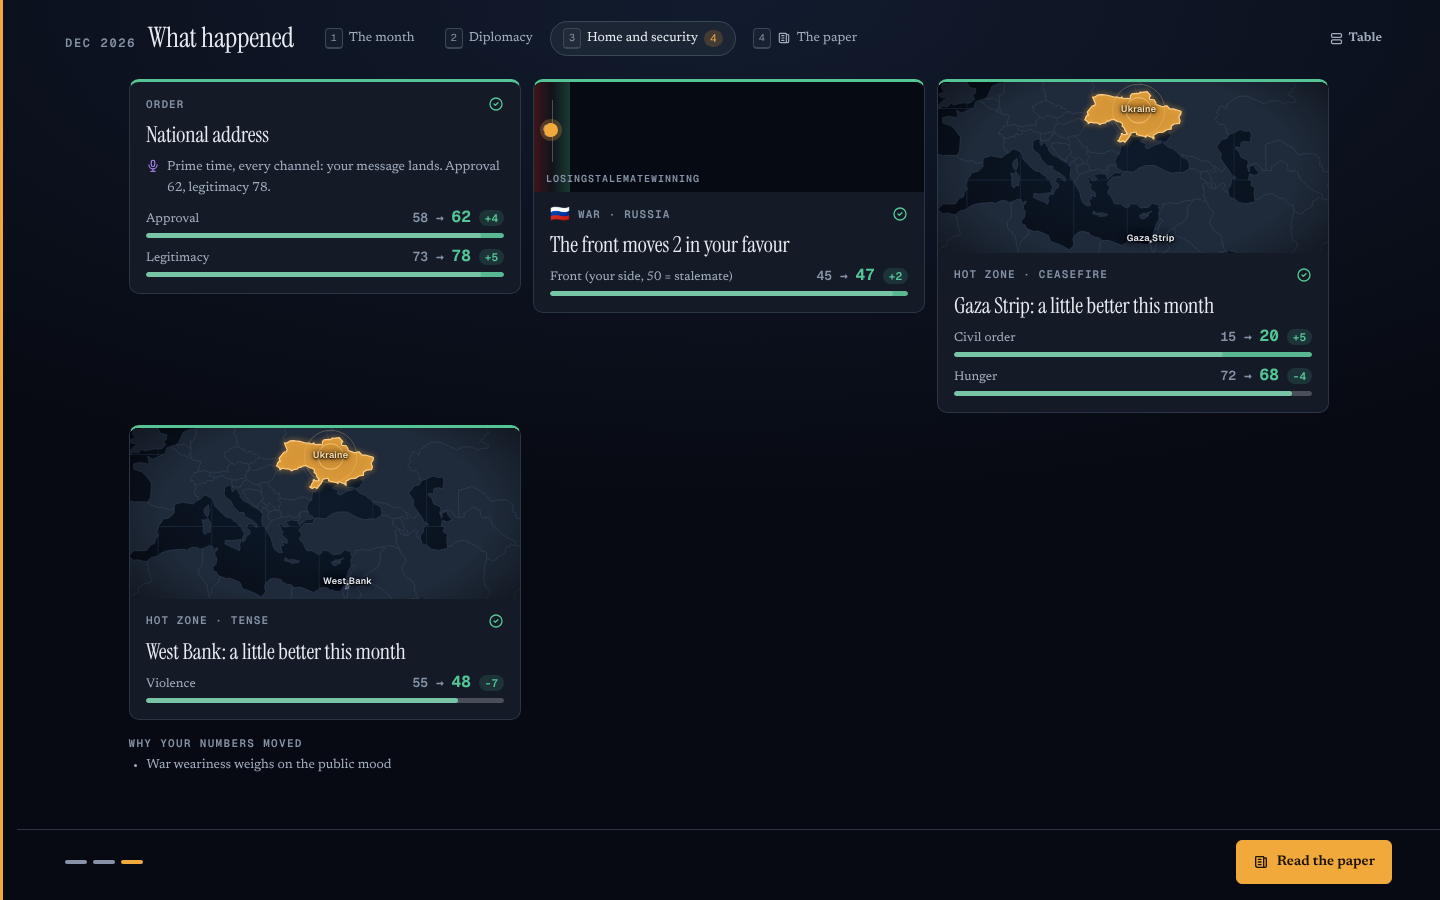 DEC 2026 What happened 1 The month 2 Diplomacy 3 Home and security 4 4 The paper Table
ORDER
National address
Prime time, every channel: your message lands. Approval
62, legitimacy 78.
Approval 58 → 62 +4
Legitimacy 73 → 78 +5
LOSINGSTALEMATEWINNING
WAR · RUSSIA
The front moves 2 in your favour
Front (your side, 50 = stalemate) 45 → 47 +2
Ukraine
Gaza Strip
HOT ZONE · CEASEFIRE
Gaza Strip: a little better this month
Civil order 15 → 20 +5
Hunger 72 → 68 -4
Ukraine
West Bank
HOT ZONE · TENSE
West Bank: a little better this month
Violence 55 → 48 -7
WHY YOUR NUMBERS MOVED
• War weariness weighs on the public mood
Read the paper